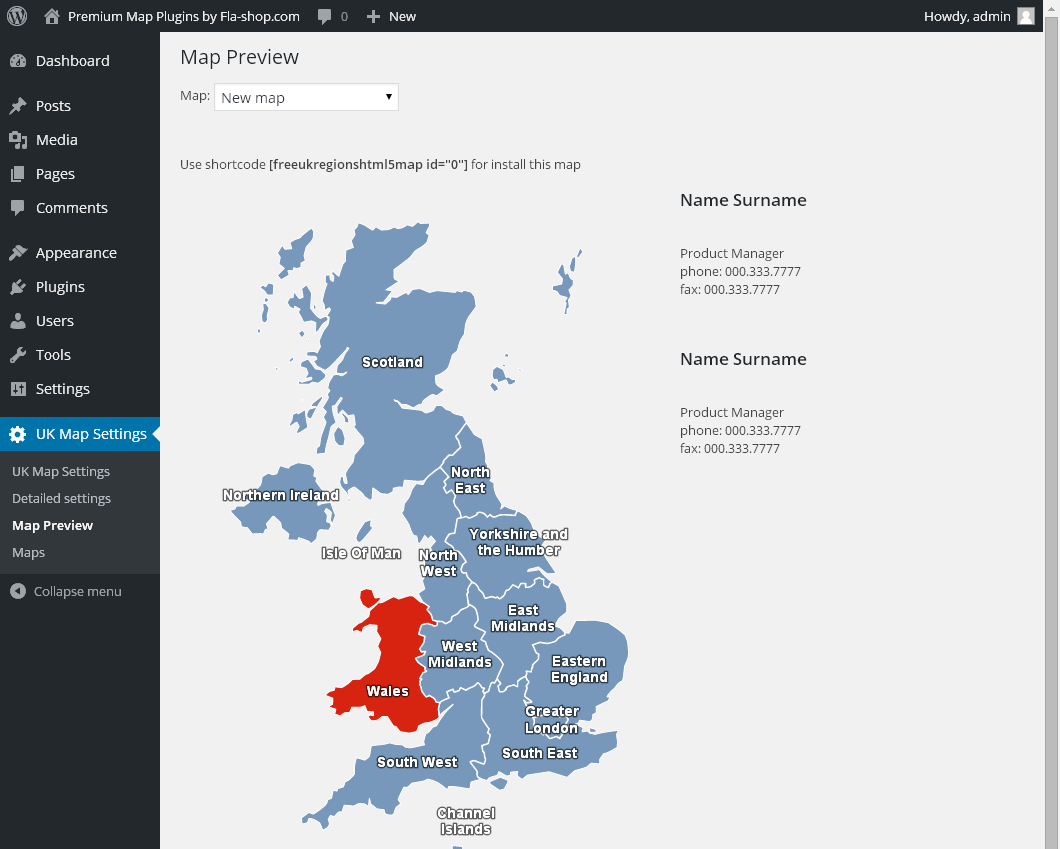 Premium Map Plugins by Fla-shop.com 0 New Howdy, admin
Dashboard
Posts
Media
Pages
Comments
Appearance
Plugins
Users
Tools
Settings
UK Map Settings
UK Map Settings
Detailed settings
Map Preview
Maps
Collapse menu
Map Preview
Map: New map
Use shortcode [freeukregionshtml5map id="0"] for install this map
Scotland
North
East
Northern Ireland
Yorkshire and
the Humber
Isle Of Man
North
West
East
Midlands
West
Midlands
Eastern
England
Wales
Greater
London
South East
South West
Channel
Islands
Name Surname
Product Manager
phone: 000.333.7777
fax: 000.333.7777
Name Surname
Product Manager
phone: 000.333.7777
fax: 000.333.7777